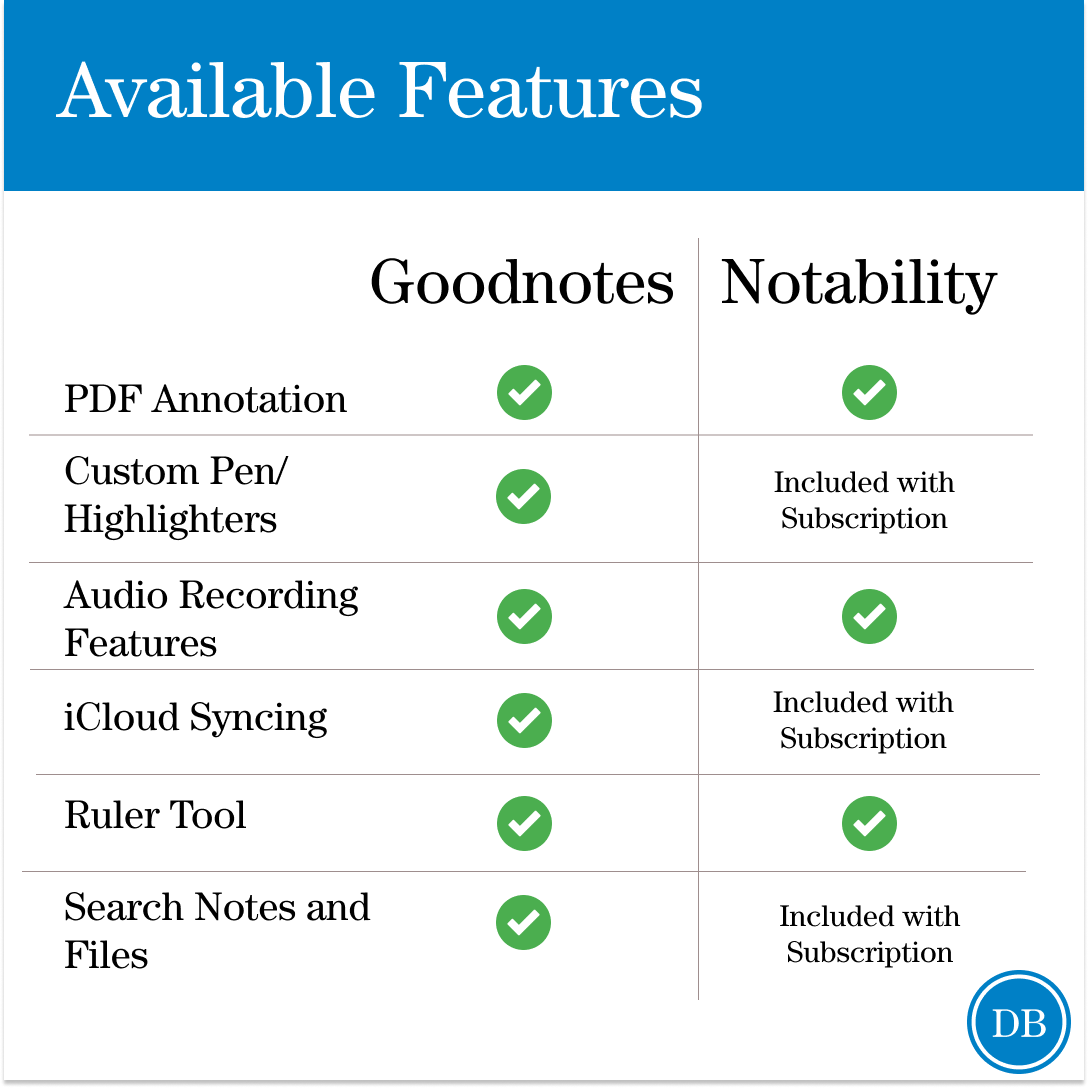 Available Features
Goodnotes Notability
PDF Annotation
Custom Pen/
Highlighters
Included with
Subscription
Audio Recording
Features
iCloud Syncing
Included with
Subscription
Ruler Tool
Search Notes and
Files
Included with
Subscription
DB